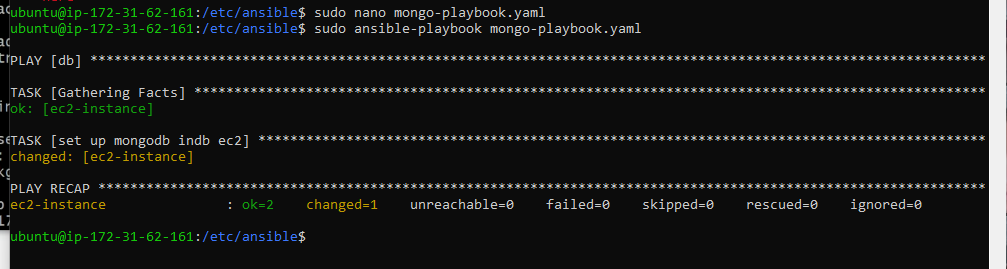 ubuntu@ip-172-31-62-161:/etc/ansible$ sudo nano mongo-playbook.yaml
ubuntu@ip-172-31-62-161:/etc/ansible$ sudo ansible-playbook mongo-playbook.yaml
PLAY [db] *****************************************************************************************************************
TASK [Gathering Facts] ****************************************************************************************************
ok: [ec2-instance]
TASK [set up mongodb indb ec2] ********************************************************************************************
changed: [ec2-instance]
PLAY RECAP ****************************************************************************************************************
ec2-instance               : ok=2    changed=1    unreachable=0    failed=0    skipped=0    rescued=0    ignored=0
ubuntu@ip-172-31-62-161:/etc/ansible$